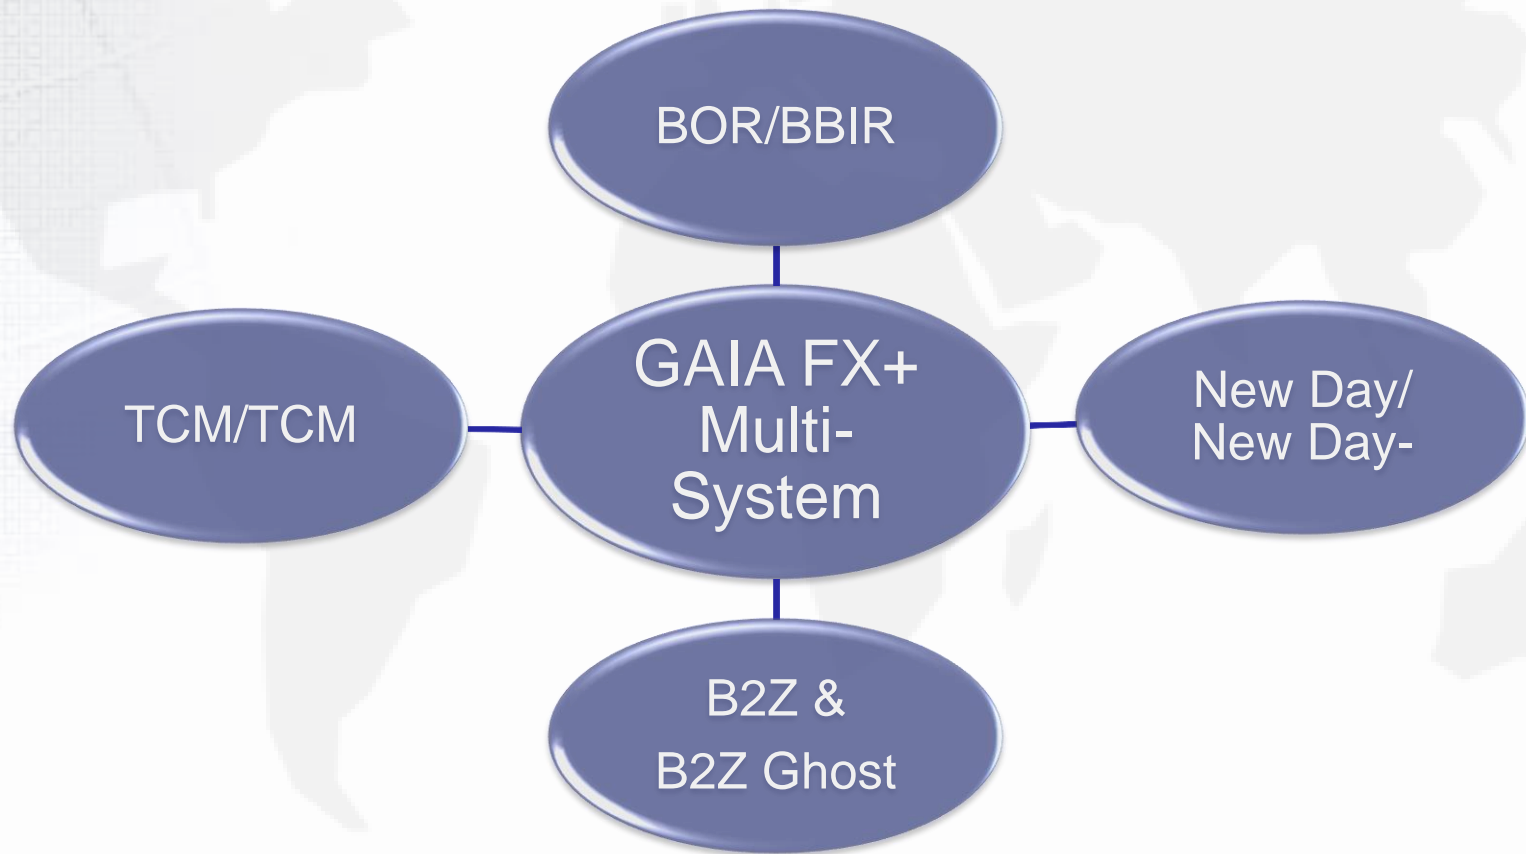 BOR/BBIR
TCM/TCM
GAIA FX+
Multi-
System
New Day/
New Day-
B2Z &
B2Z Ghost